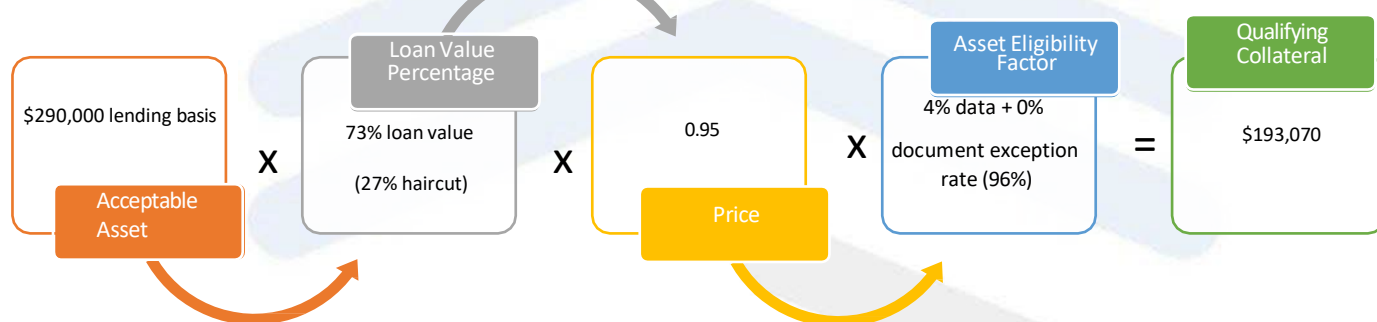 $290,000 lending basis
Acceptable
Asset
X
Loan Value
Percentage
73% loan value
(27% haircut)
X
0.95
Price
X
Asset Eligibility
Factor
4% data + 0%
document exception
rate (96%)
=
Qualifying
Collateral
$193,070